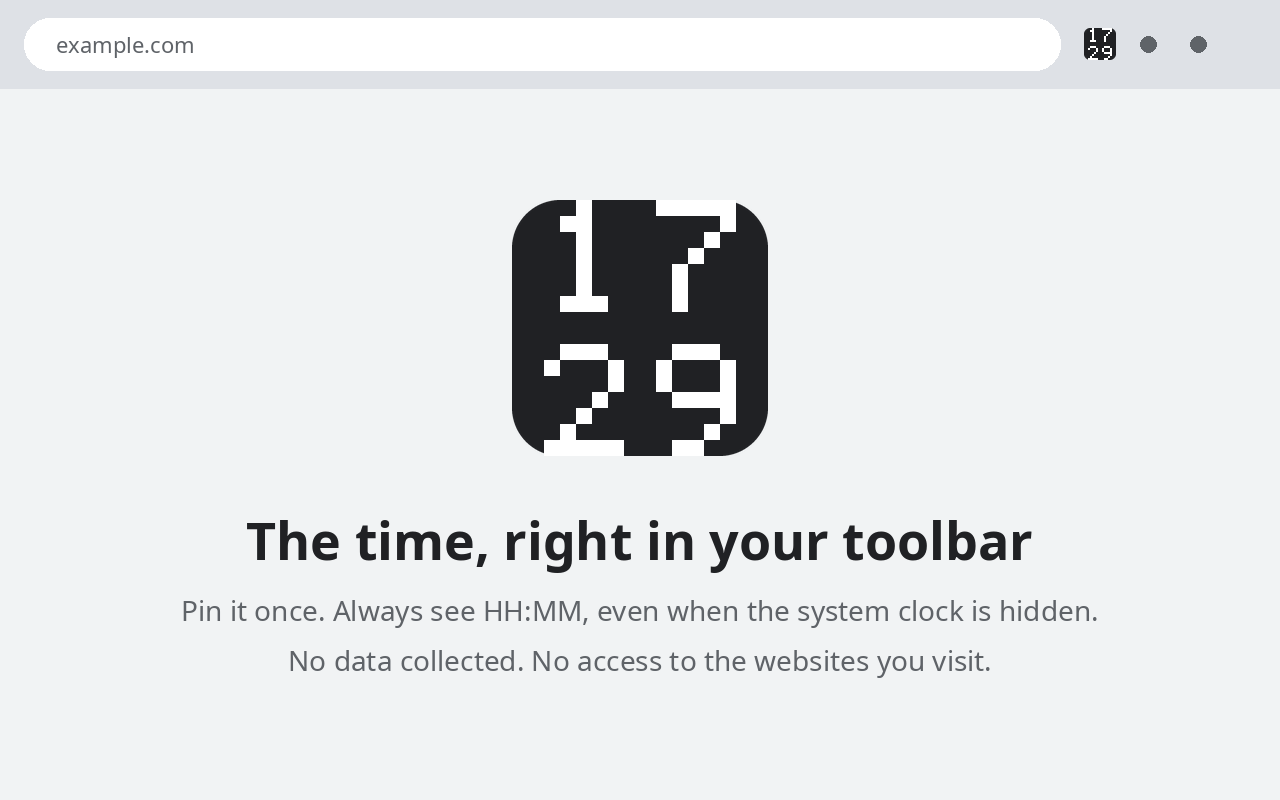 example.com
17
29
17
29
The time, right in your toolbar
Pin it once. Always see HH:MM, even when the system clock is hidden.
No data collected. No access to the websites you visit.